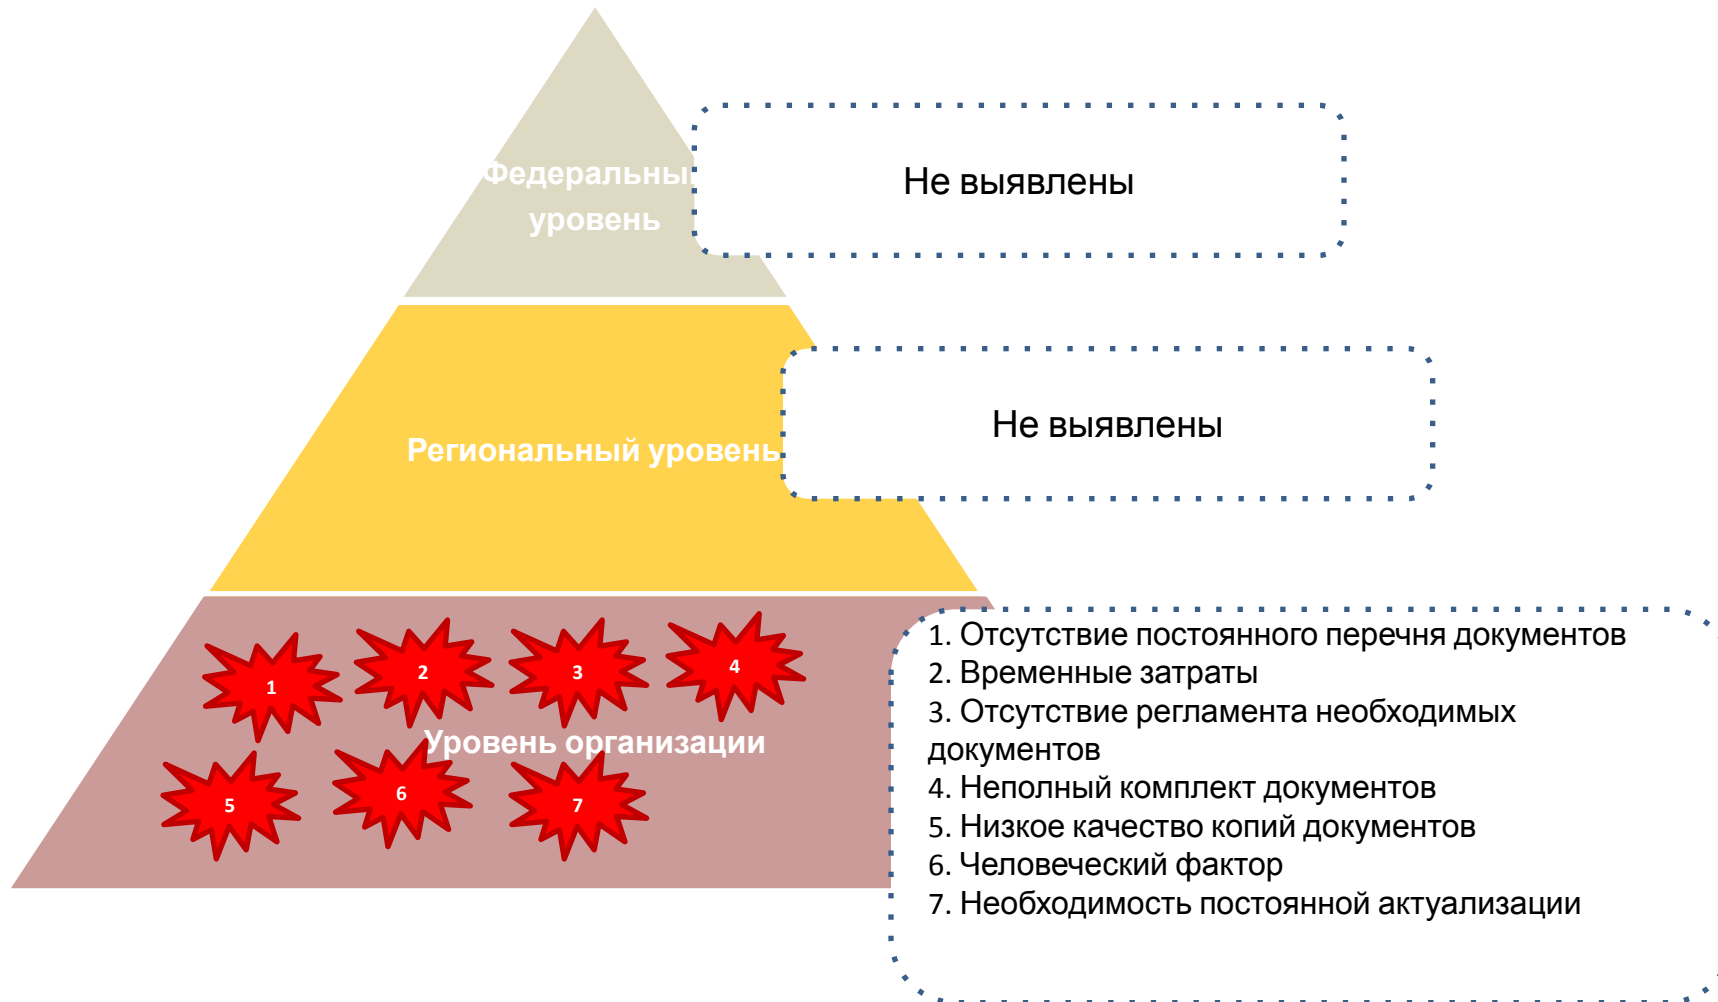 Федеральны
уровень
Не выявлены
Региональный уровень
Не выявлены
1
2
3
4
Уровень организации
5
6
7
1. Отсутствие постоянного перечня документов
2. Временные затраты
3. Отсутствие регламента необходимых
документов
4. Неполный комплект документов
5. Низкое качество копий документов
6. Человеческий фактор
7. Необходимость постоянной актуализации